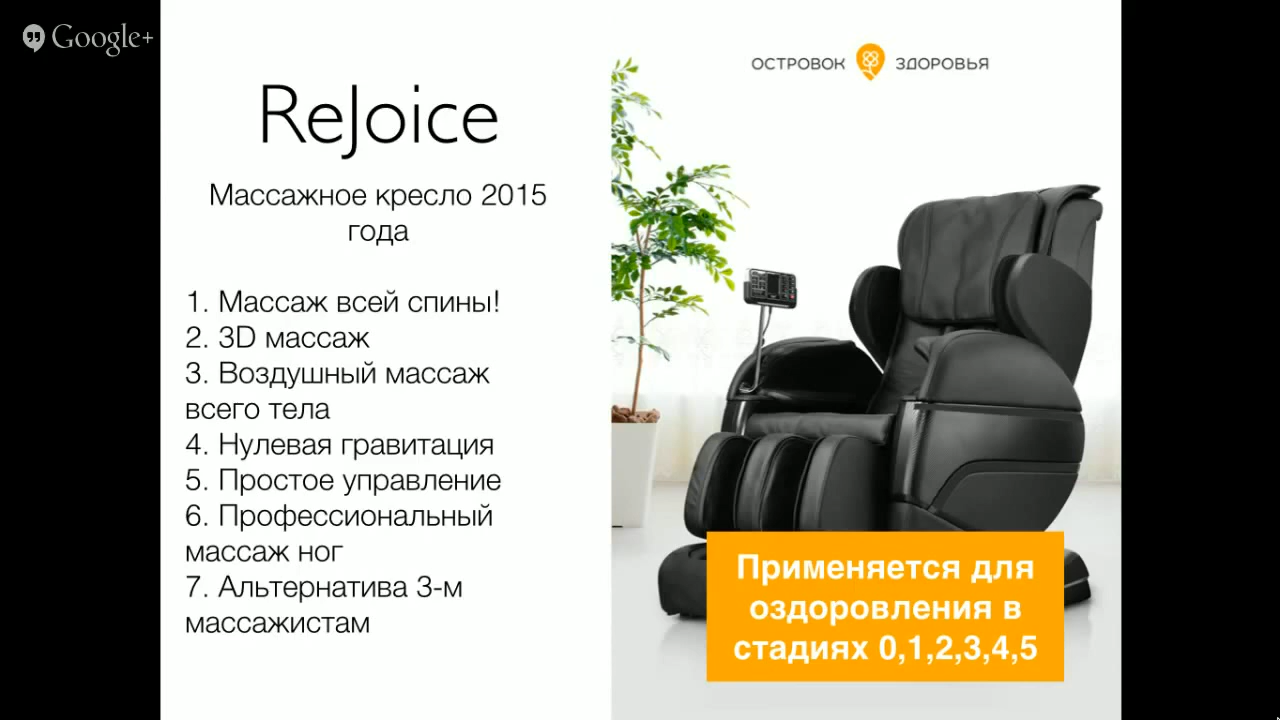 Google+
ReJoice
Массажное кресло 2015
года
1. Массаж всей спины!
2. 3D массаж
3. Воздушный массаж
всего тела
4. Нулевая гравитация
5. Простое управление
6. Профессиональный
массаж ног
7. Альтернатива 3-м
массажистам
ОСТРОВОК ЗДОРОВЬЯ
Применяется для
оздоровления в
стадиях 0,1,2,3,4,5